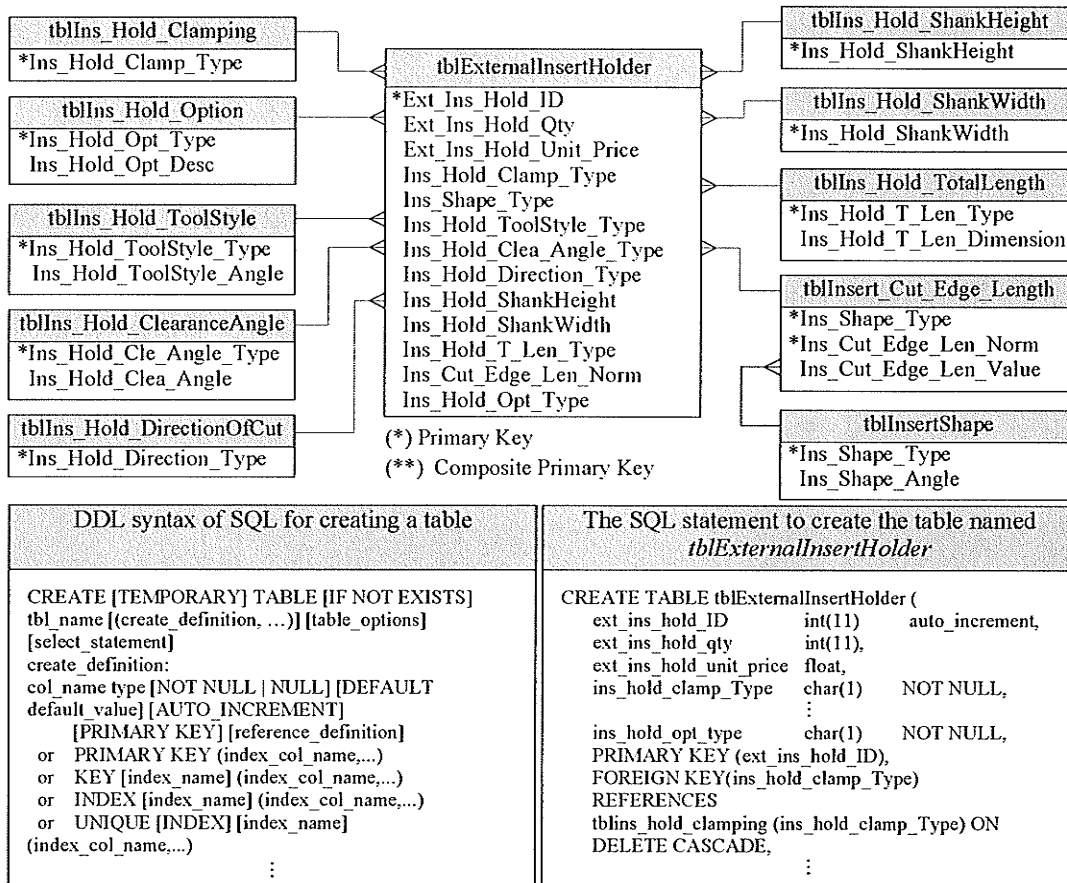 tblIns_Hold_Clamping
*Ins_Hold_Clamp_Type
tblIns_Hold_Option
*Ins_Hold_Opt_Type
Ins_Hold_Opt_Desc
tblIns_Hold_ToolStyle
*Ins_Hold_ToolStyle_Type
Ins_Hold_ToolStyle_Angle
tblIns_Hold_ClearanceAngle
*Ins_Hold_Cle_Angle_Type
Ins_Hold_Clea_Angle
tblIns_Hold_DirectionOfCut
*Ins_Hold_Direction_Type
tblExternalInsertHolder
*Ext_Ins_Hold_ID
Ext_Ins_Hold_Qty
Ext_Ins_Hold_Unit_Price
Ins_Hold_Clamp_Type
Ins_Shape_Type
Ins_Hold_ToolStyle_Type
Ins_Hold_Clea_Angle_Type
Ins_Hold_Direction_Type
Ins_Hold_ShankHeight
Ins_Hold_ShankWidth
Ins_Hold_T_Len_Type
Ins_Cut_Edge_Len_Norm
Ins_Hold_Opt_Type
(*) Primary Key
(**) Composite Primary Key
tblIns_Hold_ShankHeight
*Ins_Hold_ShankHeight
tblIns_Hold_ShankWidth
*Ins_Hold_ShankWidth
tblIns_Hold_TotalLength
*Ins_Hold_T_Len_Type
Ins_Hold_T_Len_Dimension
tblInsert_Cut_Edge_Length
*Ins_Shape_Type
*Ins_Cut_Edge_Len_Norm
Ins_Cut_Edge_Len_Value
tblInsertShape
*Ins_Shape_Type
Ins_Shape_Angle
DDL syntax of SQL for creating a table
CREATE [TEMPORARY] TABLE [IF NOT EXISTS]
tbl_name [(create_definition, …)] [table_options]
[select_statement]
create_definition:
col_name type [NOT NULL | NULL] [DEFAULT
default_value] [AUTO_INCREMENT]
[PRIMARY KEY] [reference_definition]
or PRIMARY KEY (index_col_name,...)
or KEY [index_name] (index_col_name,...)
or INDEX [index_name] (index_col_name,...)
or UNIQUE [INDEX] [index_name]
(index_col_name,...)
⋮
The SQL statement to create the table named
tblExternalInsertHolder
CREATE TABLE tblExternalInsertHolder (
ext_ins_hold_ID int(11) auto_increment,
ext_ins_hold_qty int(11),
ext_ins_hold_unit_price float,
ins_hold_clamp_Type char(1) NOT NULL,
⋮
ins_hold_opt_type char(1) NOT NULL,
PRIMARY KEY (ext_ins_hold_ID),
FOREIGN KEY(ins_hold_clamp_Type)
REFERENCES
tblins_hold_clamping (ins_hold_clamp_Type) ON
DELETE CASCADE,
⋮